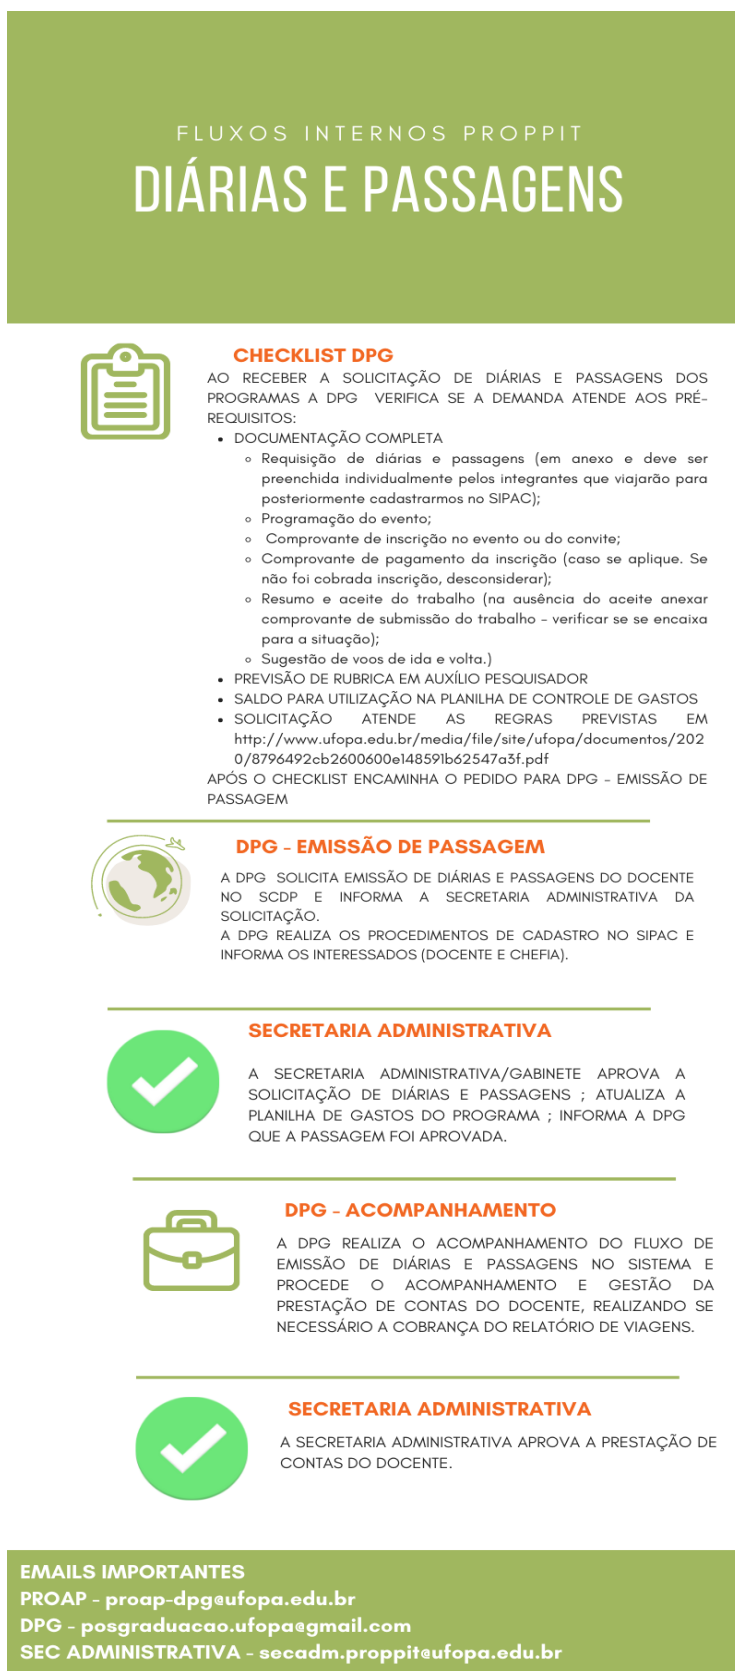 FLUXOS INTERNOS PROPPIT
DIÁRIAS E PASSAGENS
CHECKLIST DPG
AO RECEBER A SOLICITAÇÃO DE DIÁRIAS E PASSAGENS DOS
PROGRAMAS A DPG VERIFICA SE A DEMANDA ATENDE AOS PRÉ-
REQUISITOS:
• DOCUMENTAÇÃO COMPLETA
◦ Requisição de diárias e passagens (em anexo e deve ser
preenchida individualmente pelos integrantes que viajarão para
posteriormente cadastrarmos no SIPAC);
◦ Programação do evento;
◦ Comprovante de inscrição no evento ou do convite;
◦ Comprovante de pagamento da inscrição (caso se aplique. Se
não foi cobrada inscrição, desconsiderar);
◦ Resumo e aceite do trabalho (na ausência do aceite anexar
comprovante de submissão do trabalho - verificar se se encaixa
para a situação);
◦ Sugestão de voos de ida e volta.)
• PREVISÃO DE RUBRICA EM AUXÍLIO PESQUISADOR
• SALDO PARA UTILIZAÇÃO NA PLANILHA DE CONTROLE DE GASTOS
• SOLICITAÇÃO ATENDE AS REGRAS PREVISTAS EM
http://www.ufopa.edu.br/media/file/site/ufopa/documentos/202
0/8796492cb2600600e148591b62547a3f.pdf
APÓS O CHECKLIST ENCAMINHA O PEDIDO PARA DPG - EMISSÃO DE
PASSAGEM
DPG - EMISSÃO DE PASSAGEM
A DPG SOLICITA EMISSÃO DE DIÁRIAS E PASSAGENS DO DOCENTE
NO SCDP E INFORMA A SECRETARIA ADMINISTRATIVA DA
SOLICITAÇÃO.
A DPG REALIZA OS PROCEDIMENTOS DE CADASTRO NO SIPAC E
INFORMA OS INTERESSADOS (DOCENTE E CHEFIA).
SECRETARIA ADMINISTRATIVA
A SECRETARIA ADMINISTRATIVA/GABINETE APROVA A
SOLICITAÇÃO DE DIÁRIAS E PASSAGENS ; ATUALIZA A
PLANILHA DE GASTOS DO PROGRAMA ; INFORMA A DPG
QUE A PASSAGEM FOI APROVADA.
DPG - ACOMPANHAMENTO
A DPG REALIZA O ACOMPANHAMENTO DO FLUXO DE
EMISSÃO DE DIÁRIAS E PASSAGENS NO SISTEMA E
PROCEDE O ACOMPANHAMENTO E GESTÃO DA
PRESTAÇÃO DE CONTAS DO DOCENTE, REALIZANDO SE
NECESSÁRIO A COBRANÇA DO RELATÓRIO DE VIAGENS.
SECRETARIA ADMINISTRATIVA
A SECRETARIA ADMINISTRATIVA APROVA A PRESTAÇÃO DE
CONTAS DO DOCENTE.
EMAILS IMPORTANTES
PROAP - proap-dpg@ufopa.edu.br
DPG - posgraduacao.ufopa@gmail.com
SEC ADMINISTRATIVA - secadm.proppit@ufopa.edu.br